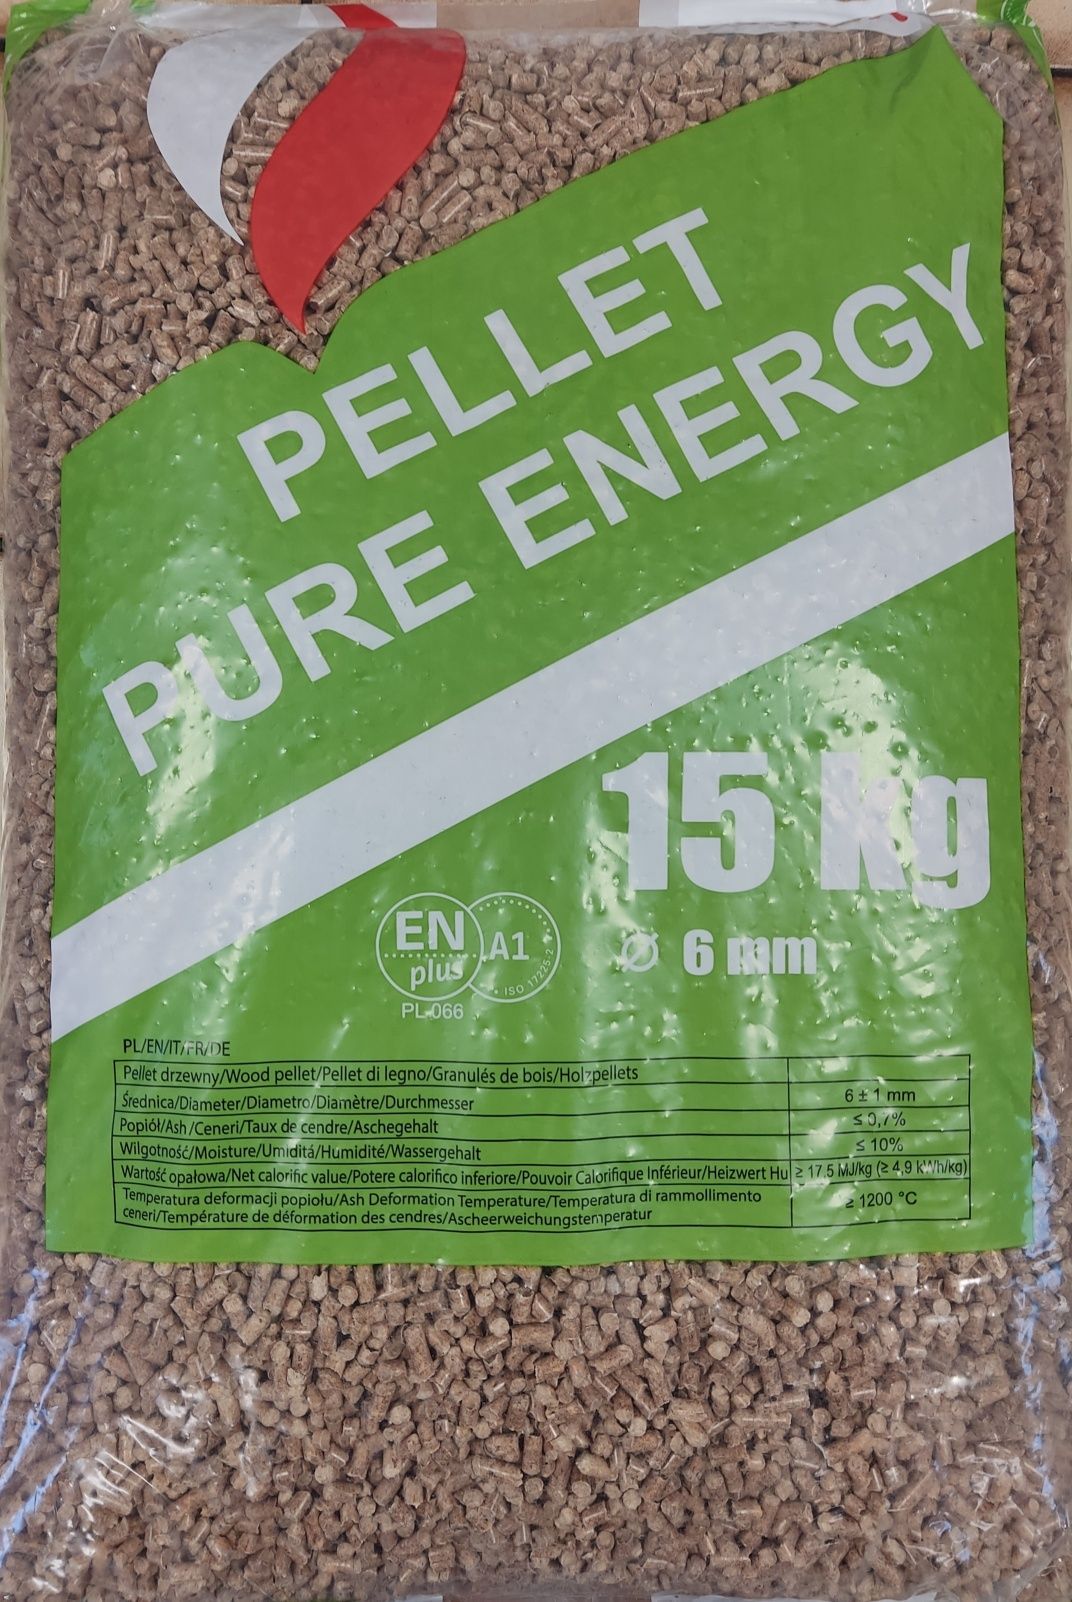 PELLET
PURE ENERGY
15 kg
EN
plus
A1
ISO 17225-2
PL 066
Ø 6 mm
PL/EN/IT/FR/DE
Pellet drzewny/Wood pellet/Pellet di legno/Granulés de bois/Holzpellets
Średnica/Diameter/Diametro/Diamètre/Durchmesser 6 ± 1 mm
Popiół/Ash /Ceneri/Taux de cendre/Aschegehalt ≤ 0,7%
Wilgotność/Moisture/Umiditá/Humidité/Wassergehalt ≤ 10%
Wartość opałowa/Net calorific value/Potere calorifico inferiore/Pouvoir Calorifique Inférieur/Heizwert Hu ≥ 17,5 MJ/kg (≥ 4,9 kWh/kg)
Temperatura deformacji popiołu/Ash Deformation Temperature/Temperatura di rammollimento
ceneri/Température de déformation des cendres/Ascheerweichungstemperatur ≥ 1200 °C